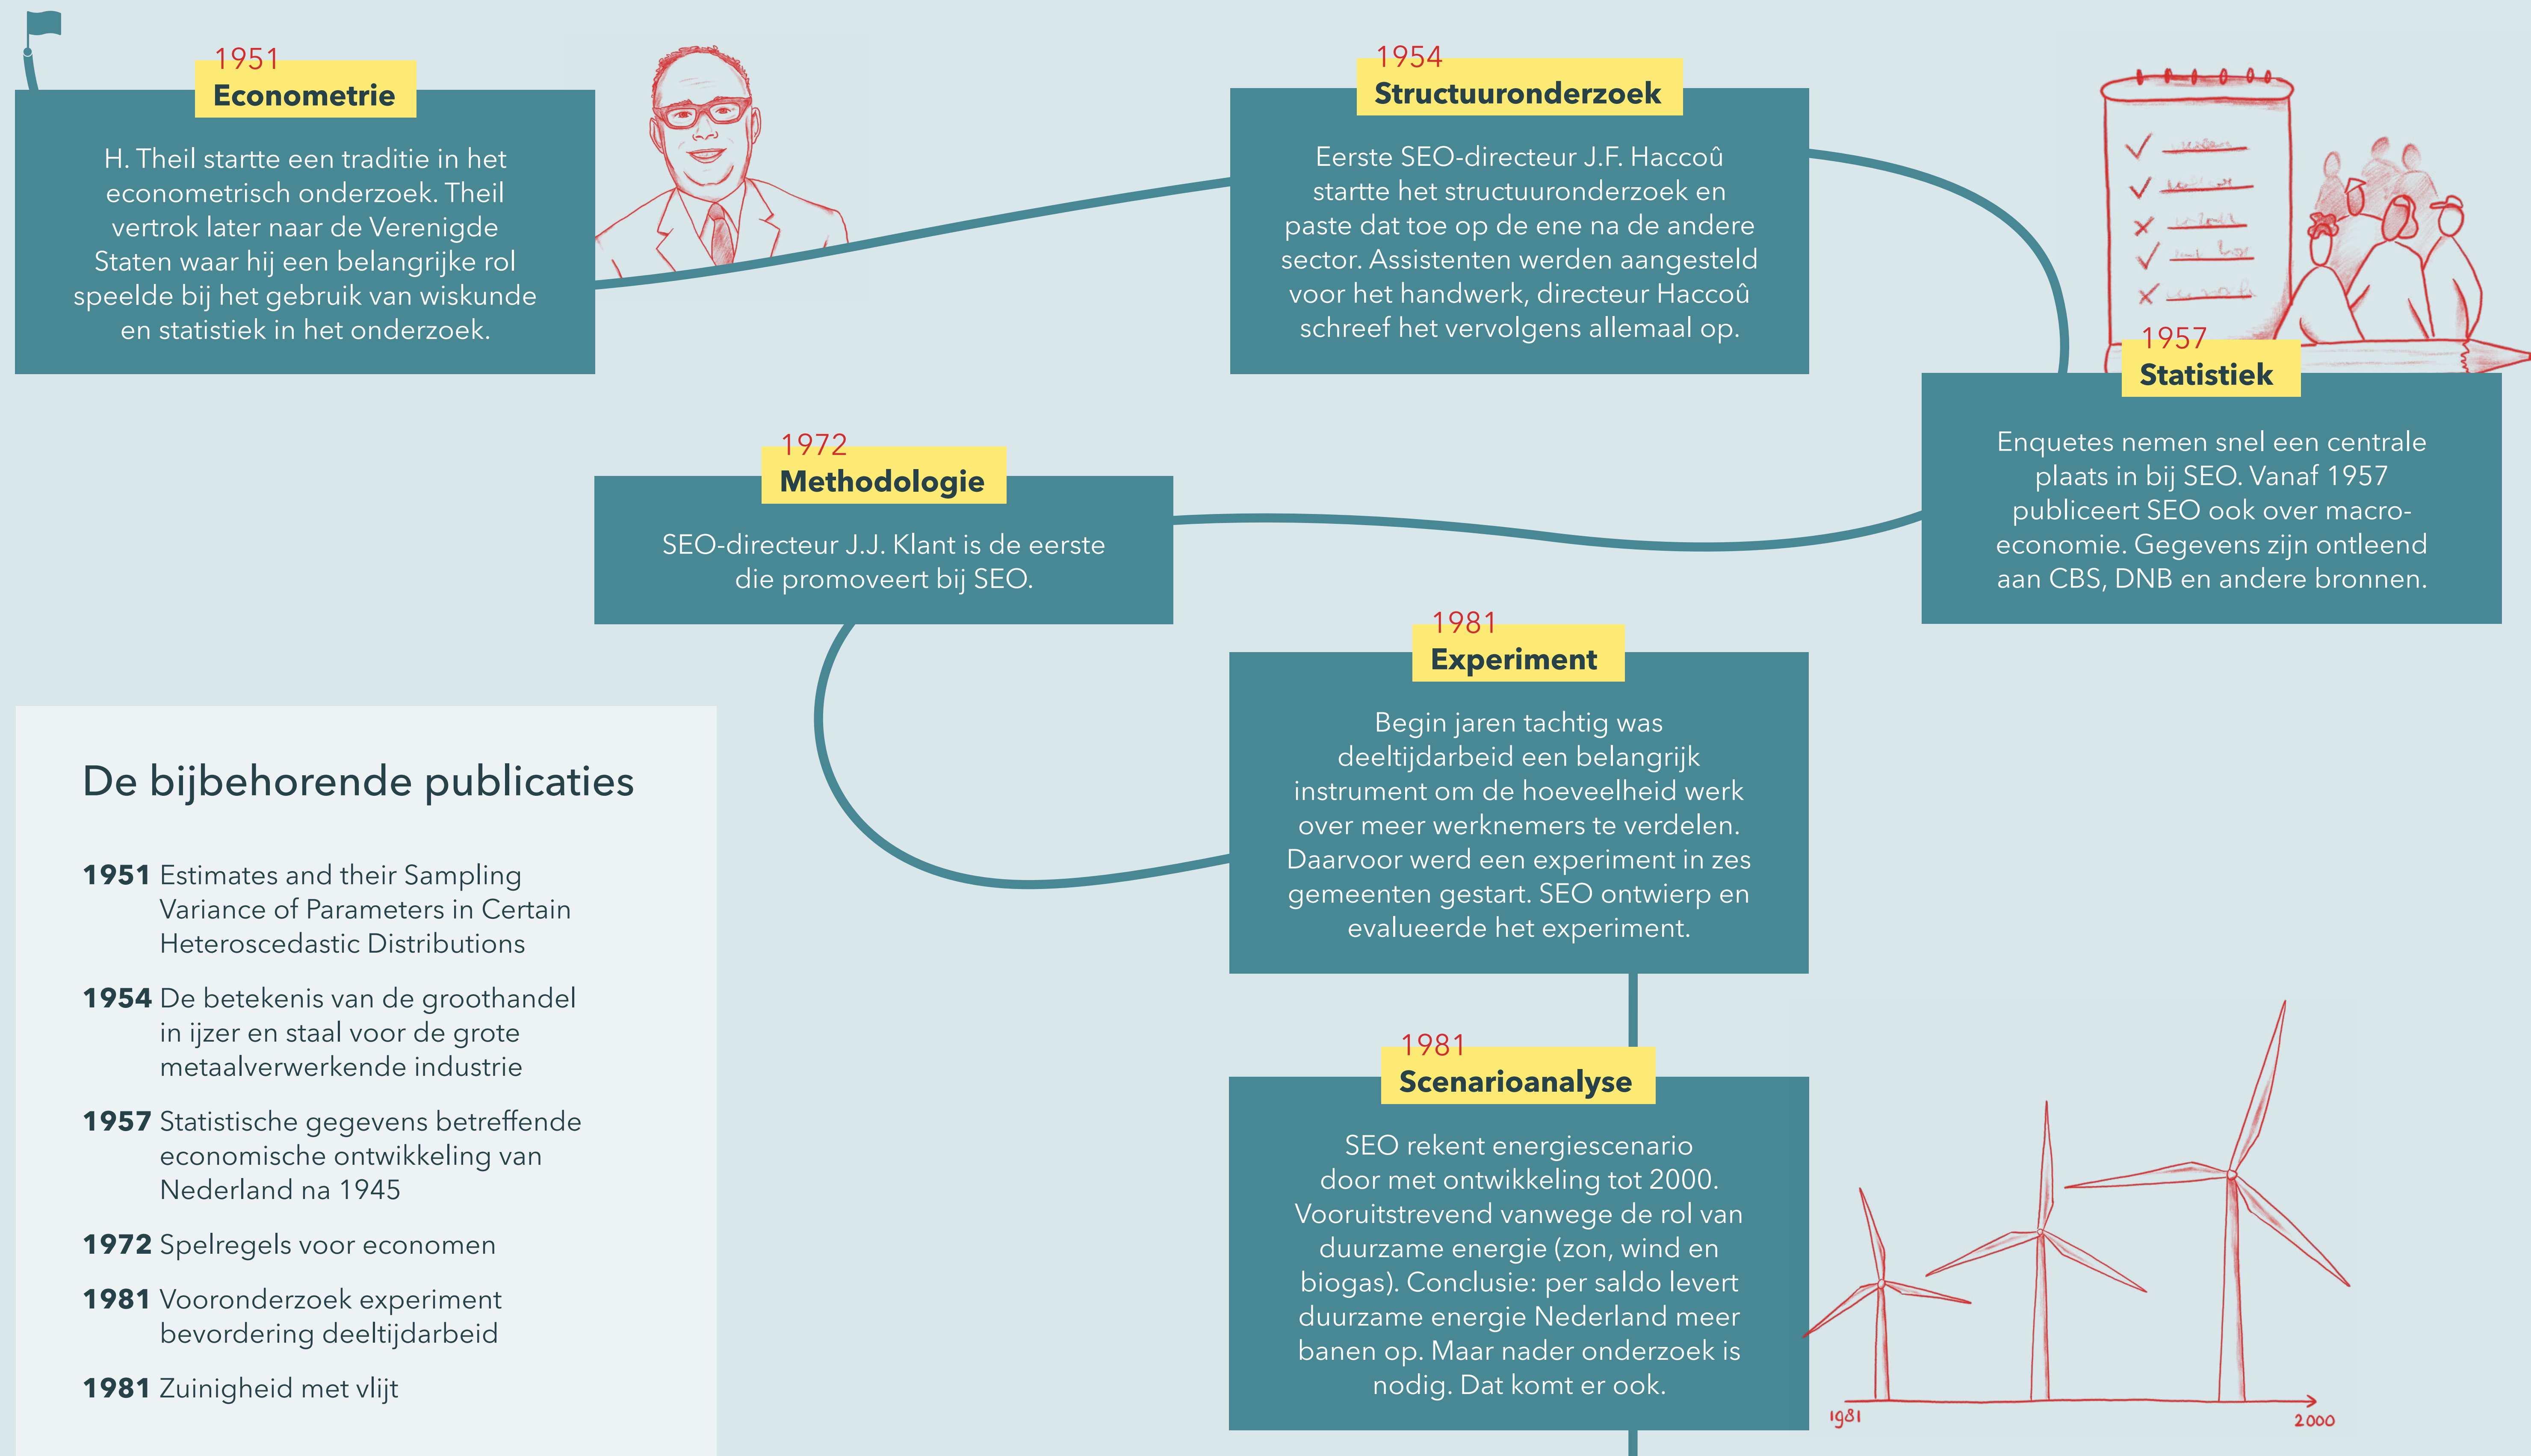 1951
Econometrie
H. Theil startte een traditie in het
econometrisch onderzoek. Theil
vertrok later naar de Verenigde
Staten waar hij een belangrijke rol
speelde bij het gebruik van wiskunde
en statistiek in het onderzoek.
1954
Structuuronderzoek
Eerste SEO-directeur J.F. Haccoû
startte het structuuronderzoek en
paste dat toe op de ene na de andere
sector. Assistenten werden aangesteld
voor het handwerk, directeur Haccoû
schreef het vervolgens allemaal op.
1957
Statistiek
Enquetes nemen snel een centrale
plaats in bij SEO. Vanaf 1957
publiceert SEO ook over macro-
economie. Gegevens zijn ontleend
aan CBS, DNB en andere bronnen.
1972
Methodologie
SEO-directeur J.J. Klant is de eerste
die promoveert bij SEO.
1981
Experiment
Begin jaren tachtig was
deeltijdarbeid een belangrijk
instrument om de hoeveelheid werk
over meer werknemers te verdelen.
Daarvoor werd een experiment in zes
gemeenten gestart. SEO ontwierp en
evalueerde het experiment.
1981
Scenarioanalyse
SEO rekent energiescenario
door met ontwikkeling tot 2000.
Vooruitstrevend vanwege de rol van
duurzame energie (zon, wind en
biogas). Conclusie: per saldo levert
duurzame energie Nederland meer
banen op. Maar nader onderzoek is
nodig. Dat komt er ook.
1981
2000
De bijbehorende publicaties
1951 Estimates and their Sampling
Variance of Parameters in Certain
Heteroscedastic Distributions
1954 De betekenis van de groothandel
in ijzer en staal voor de grote
metaalverwerkende industrie
1957 Statistische gegevens betreffende
economische ontwikkeling van
Nederland na 1945
1972 Spelregels voor economen
1981 Vooronderzoek experiment
bevordering deeltijdarbeid
1981 Zuinigheid met vlijt